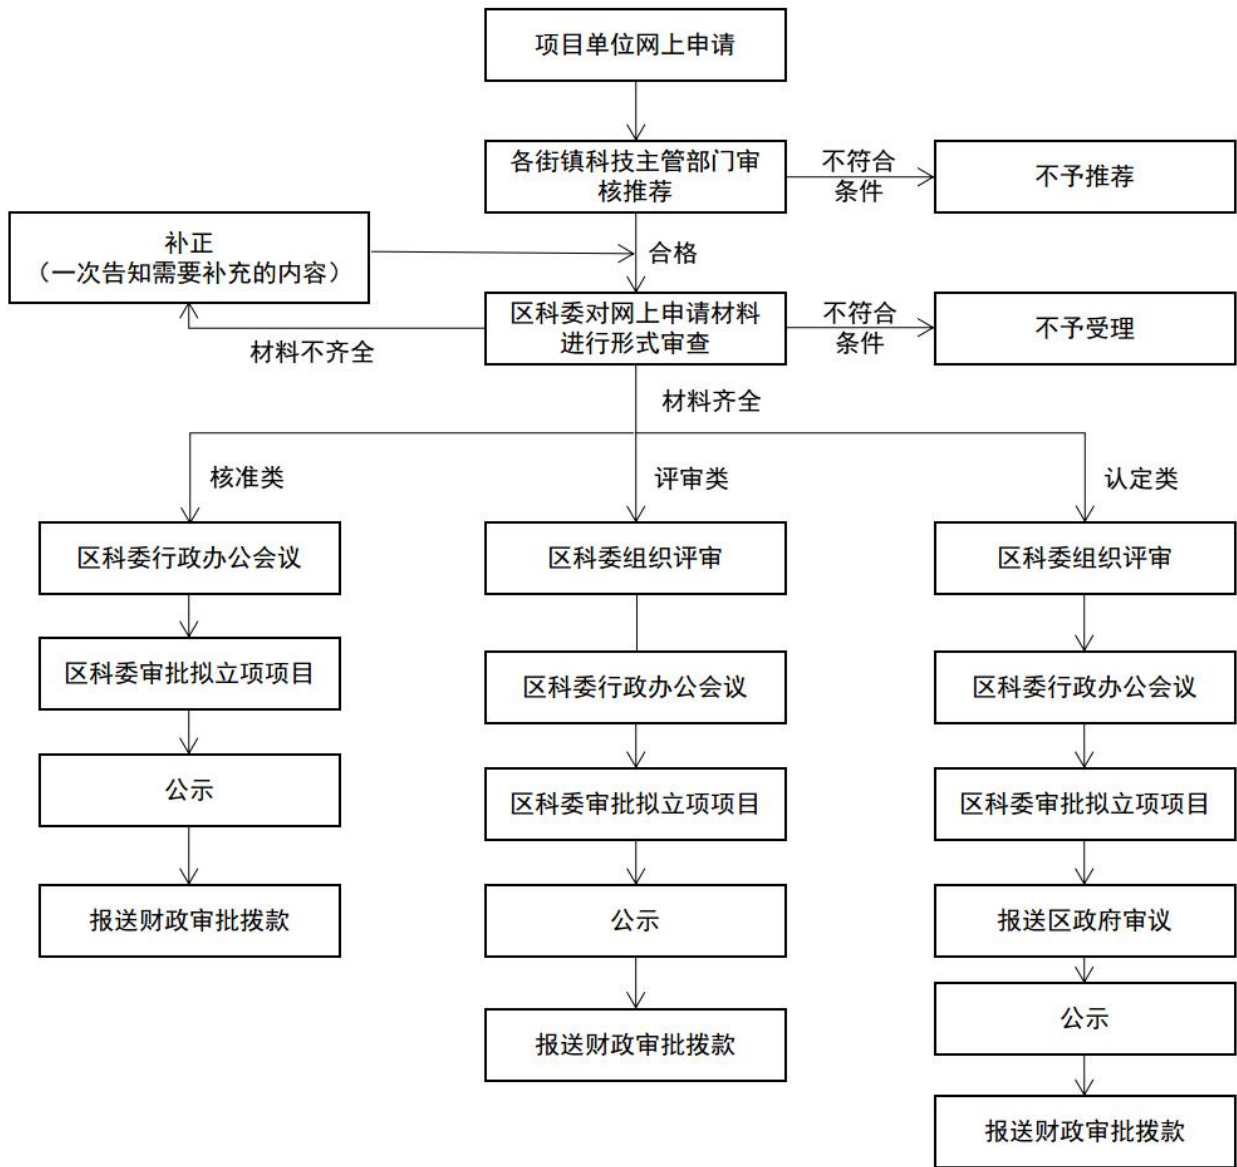 项目单位网上申请
各街镇科技主管部门审
核推荐
不符合
条件
不予推荐
补正
（一次告知需要补充的内容）
合格
区科委对网上申请材料
进行形式审查
不符合
条件
不予受理
材料不齐全
材料齐全
核准类
评审类
认定类
区科委行政办公会议
区科委组织评审
区科委组织评审
区科委审批拟立项项目
区科委行政办公会议
区科委行政办公会议
公示
区科委审批拟立项项目
区科委审批拟立项项目
报送财政审批拨款
公示
报送区政府审议
公示
报送财政审批拨款
报送财政审批拨款